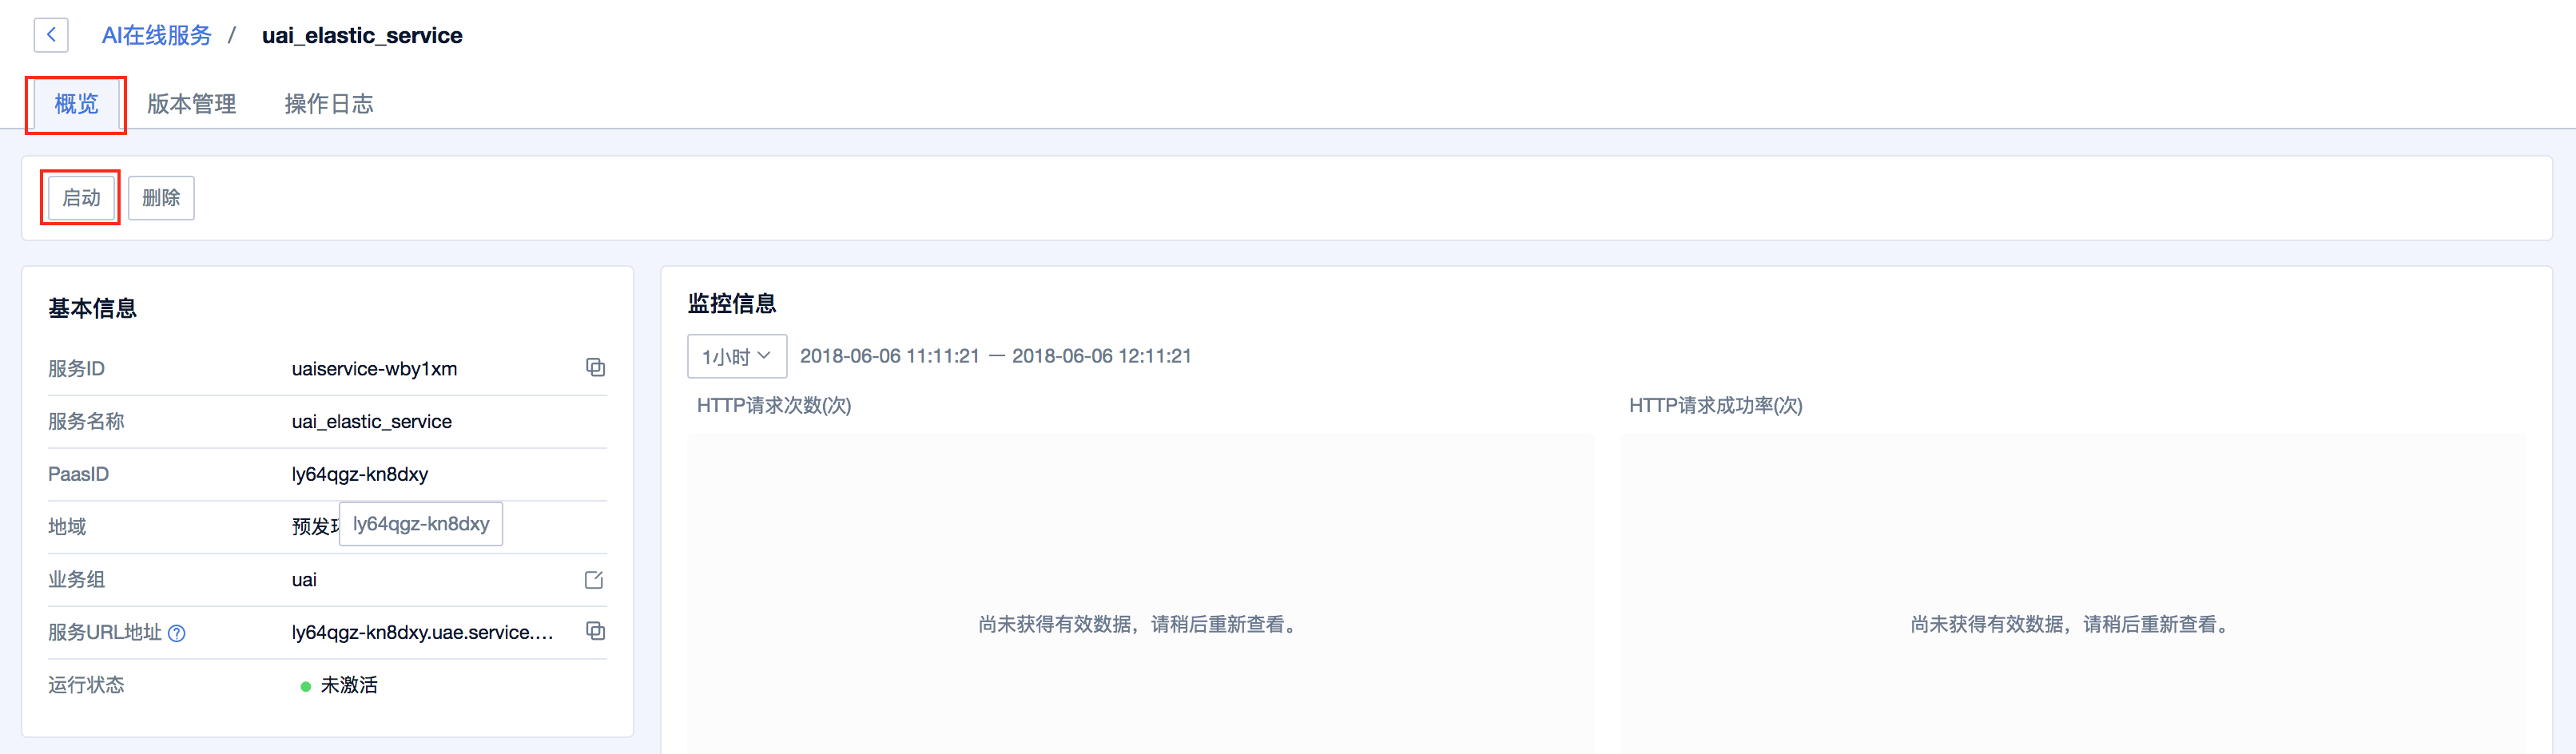 AI在线服务 / uai_elastic_service
概览 版本管理 操作日志
启动 删除
基本信息
服务ID uaiservice-wby1xm
服务名称 uai_elastic_service
PaasID ly64qgz-kn8dxy
地域 预发 ly64qgz-kn8dxy
业务组 uai
服务URL地址 ? ly64qgz-kn8dxy.uae.service....
运行状态 未激活
监控信息
1小时 2018-06-06 11:11:21 — 2018-06-06 12:11:21
HTTP请求次数(次) HTTP请求成功率(次)
尚未获得有效数据，请稍后重新查看。 尚未获得有效数据，请稍后重新查看。